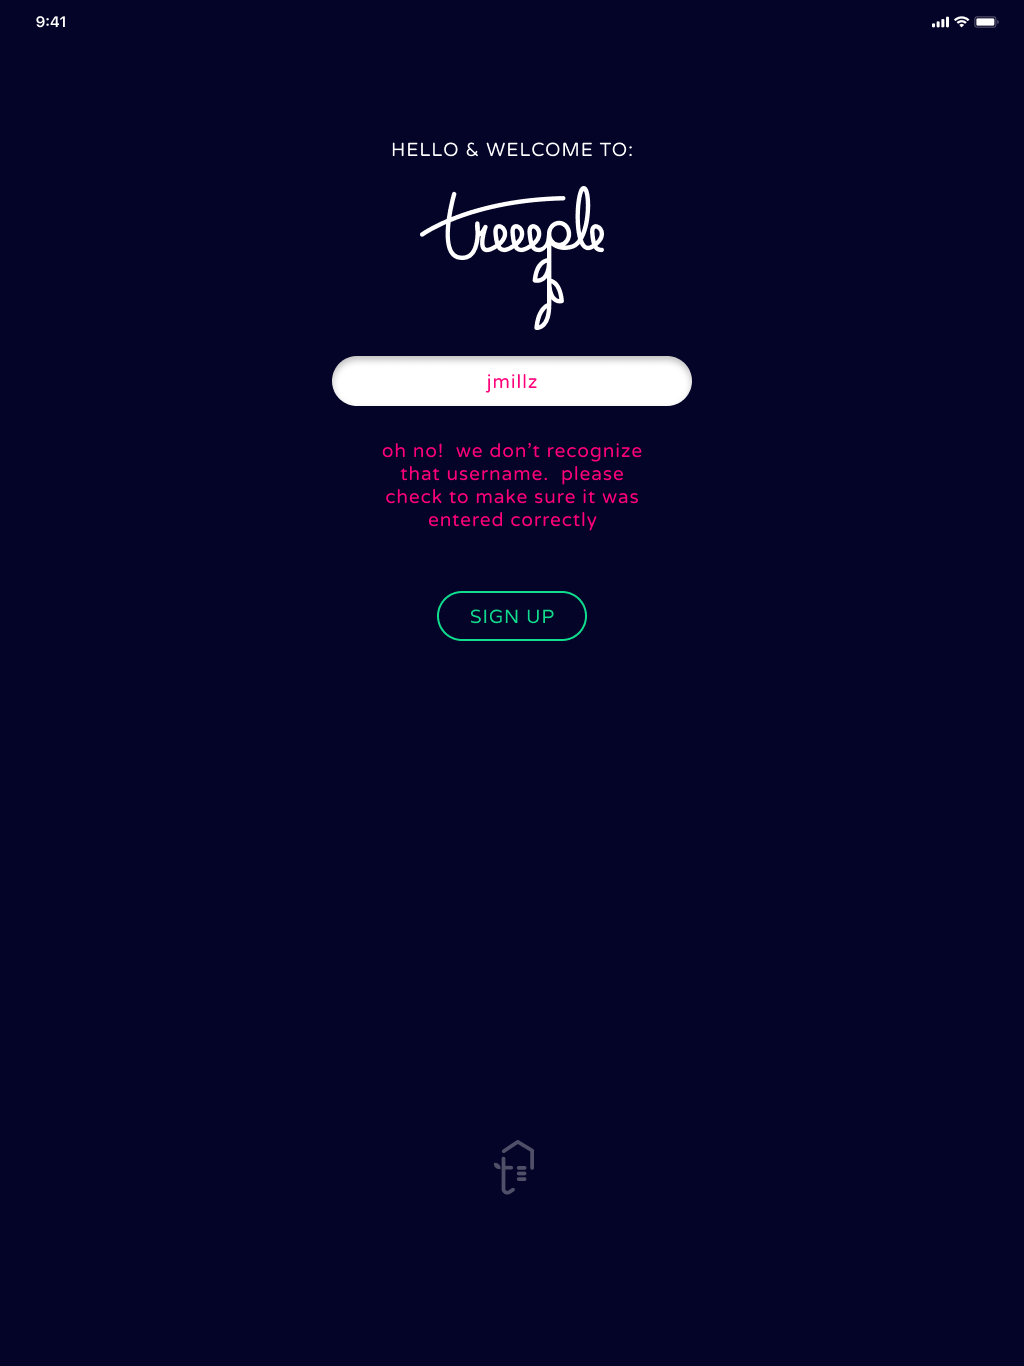 9:41
HELLO & WELCOME TO:
treeeple
jmillz
oh no!  we don't recognize
that username.  please
check to make sure it was
entered correctly
SIGN UP